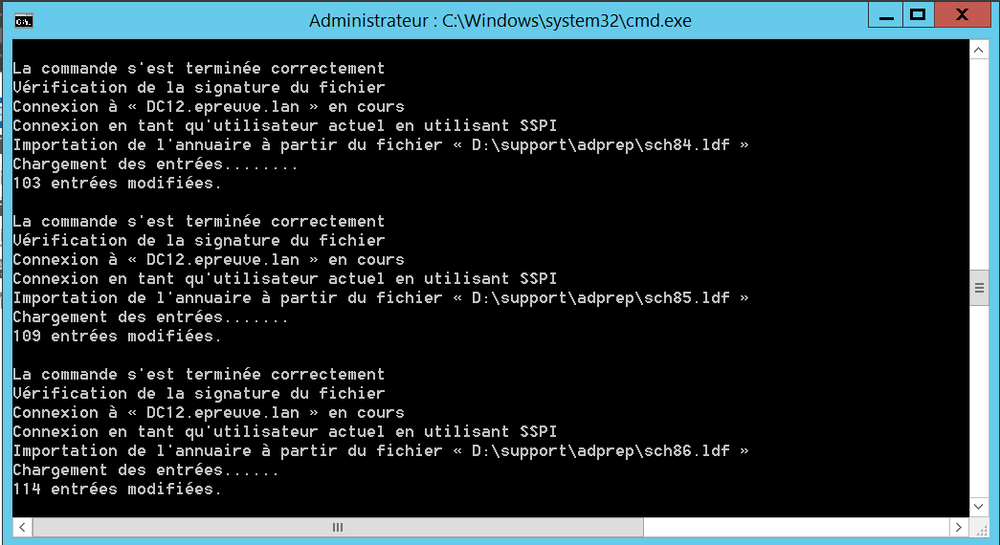 Administrateur : C:\Windows\system32\cmd.exe
La commande s'est terminée correctement
Vérification de la signature du fichier
Connexion à « DC12.epreuve.lan » en cours
Connexion en tant qu'utilisateur actuel en utilisant SSPI
Importation de l'annuaire à partir du fichier « D:\support\adprep\sch84.ldf »
Chargement des entrées........
103 entrées modifiées.
La commande s'est terminée correctement
Vérification de la signature du fichier
Connexion à « DC12.epreuve.lan » en cours
Connexion en tant qu'utilisateur actuel en utilisant SSPI
Importation de l'annuaire à partir du fichier « D:\support\adprep\sch85.ldf »
Chargement des entrées.......
109 entrées modifiées.
La commande s'est terminée correctement
Vérification de la signature du fichier
Connexion à « DC12.epreuve.lan » en cours
Connexion en tant qu'utilisateur actuel en utilisant SSPI
Importation de l'annuaire à partir du fichier « D:\support\adprep\sch86.ldf »
Chargement des entrées......
114 entrées modifiées.